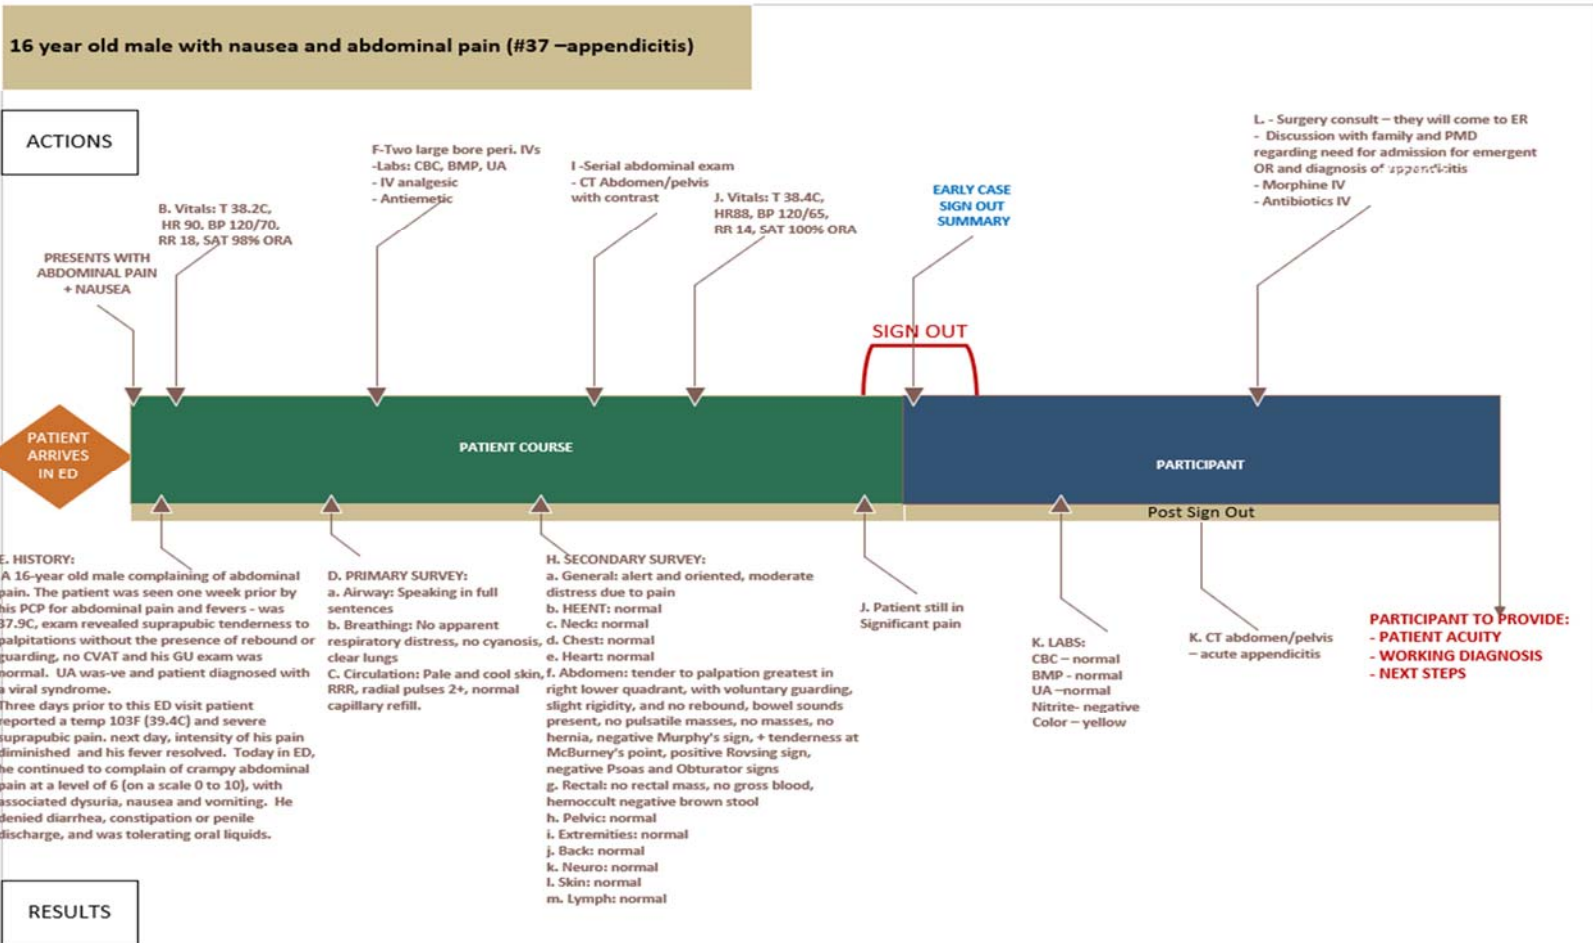 16 year old male with nausea and abdominal pain (#37 –appendicitis)
ACTIONS
PRESENTS WITH
ABDOMINAL PAIN
+ NAUSEA
B. Vitals: T 38.2C,
HR 90. BP 120/70,
RR 18, SAT 98% ORA
F-Two large bore peri. IVs
-Labs: CBC, BMP, UA
- IV analgesic
- Antiemetic
I -Serial abdominal exam
- CT Abdomen/pelvis
with contrast
J. Vitals: T 38.4C,
HR88, BP 120/65,
RR 14, SAT 100% ORA
EARLY CASE
SIGN OUT
SUMMARY
L. - Surgery consult – they will come to ER
- Discussion with family and PMD
regarding need for admission for emergent
OR and diagnosis of appendicitis
- Morphine IV
- Antibiotics IV
SIGN OUT
PATIENT
ARRIVES
IN ED
PATIENT COURSE
PARTICIPANT
Post Sign Out
E. HISTORY:
A 16-year old male complaining of abdominal
pain. The patient was seen one week prior by
his PCP for abdominal pain and fevers - was
37.9C, exam revealed suprapubic tenderness to
palpitations without the presence of rebound or
guarding, no CVAT and his GU exam was
normal. UA was-ve and patient diagnosed with
a viral syndrome.
Three days prior to this ED visit patient
reported a temp 103F (39.4C) and severe
suprapubic pain. next day, intensity of his pain
diminished and his fever resolved. Today in ED,
he continued to complain of crampy abdominal
pain at a level of 6 (on a scale 0 to 10), with
associated dysuria, nausea and vomiting. He
denied diarrhea, constipation or penile
discharge, and was tolerating oral liquids.
D. PRIMARY SURVEY:
a. Airway: Speaking in full
sentences
b. Breathing: No apparent
respiratory distress, no cyanosis,
clear lungs
C. Circulation: Pale and cool skin,
RRR, radial pulses 2+, normal
capillary refill.
H. SECONDARY SURVEY:
a. General: alert and oriented, moderate
distress due to pain
b. HEENT: normal
c. Neck: normal
d. Chest: normal
e. Heart: normal
f. Abdomen: tender to palpation greatest in
right lower quadrant, with voluntary guarding,
slight rigidity, and no rebound, bowel sounds
present, no pulsatile masses, no masses, no
hernia, negative Murphy's sign, + tenderness at
McBurney's point, positive Rovsing sign,
negative Psoas and Obturator signs
g. Rectal: no rectal mass, no gross blood,
hemoccult negative brown stool
h. Pelvic: normal
i. Extremities: normal
j. Back: normal
k. Neuro: normal
l. Skin: normal
m. Lymph: normal
J. Patient still in
Significant pain
K. LABS:
CBC – normal
BMP - normal
UA –normal
Nitrite- negative
Color – yellow
K. CT abdomen/pelvis
– acute appendicitis
PARTICIPANT TO PROVIDE:
- PATIENT ACUITY
- WORKING DIAGNOSIS
- NEXT STEPS
RESULTS